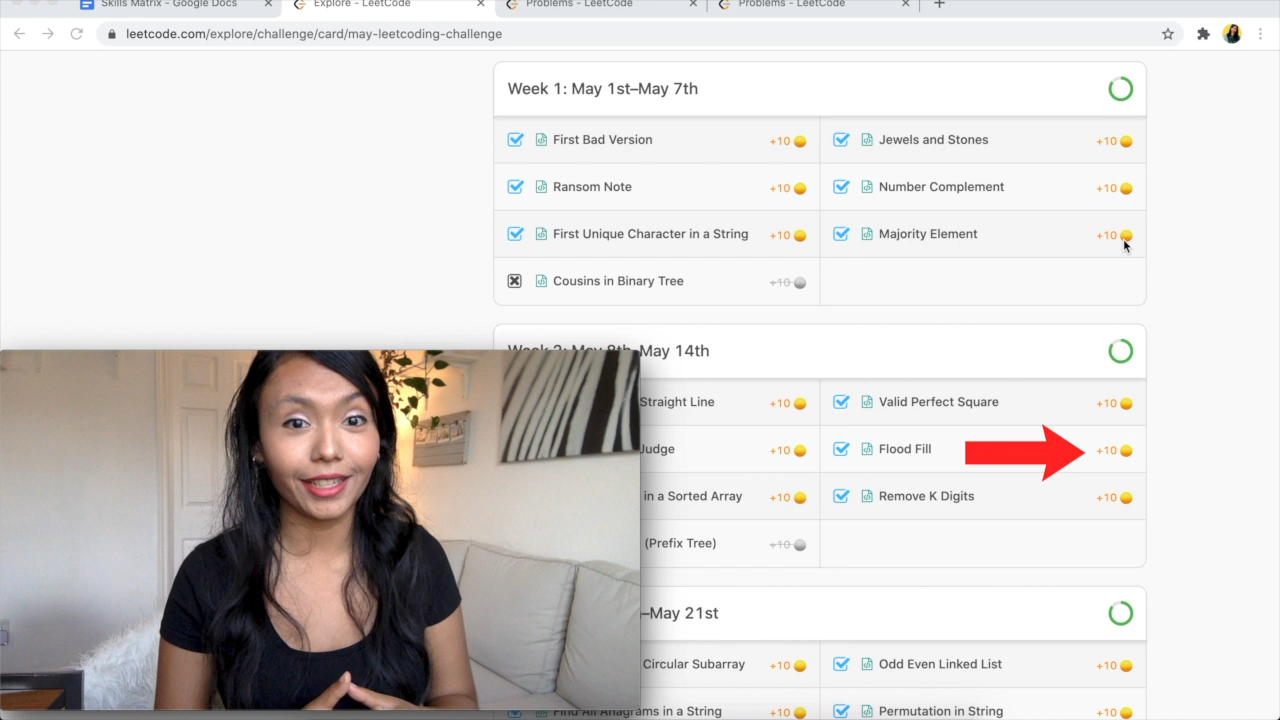 Skills Matrix - Google Docs
Explore - LeetCode
Problems - LeetCode
Problems - LeetCode
leetcode.com/explore/challenge/card/may-leetcoding-challenge
Week 1: May 1st–May 7th
First Bad Version +10
Jewels and Stones +10
Ransom Note +10
Number Complement +10
First Unique Character in a String +10
Majority Element +10
Cousins in Binary Tree +10
Week 2: May 8th–May 14th
Straight Line +10
Valid Perfect Square +10
Judge +10
Flood Fill +10
in a Sorted Array +10
Remove K Digits +10
(Prefix Tree) +10
–May 21st
Circular Subarray +10
Odd Even Linked List +10
Find All Anagrams in a String +10
Permutation in String +10